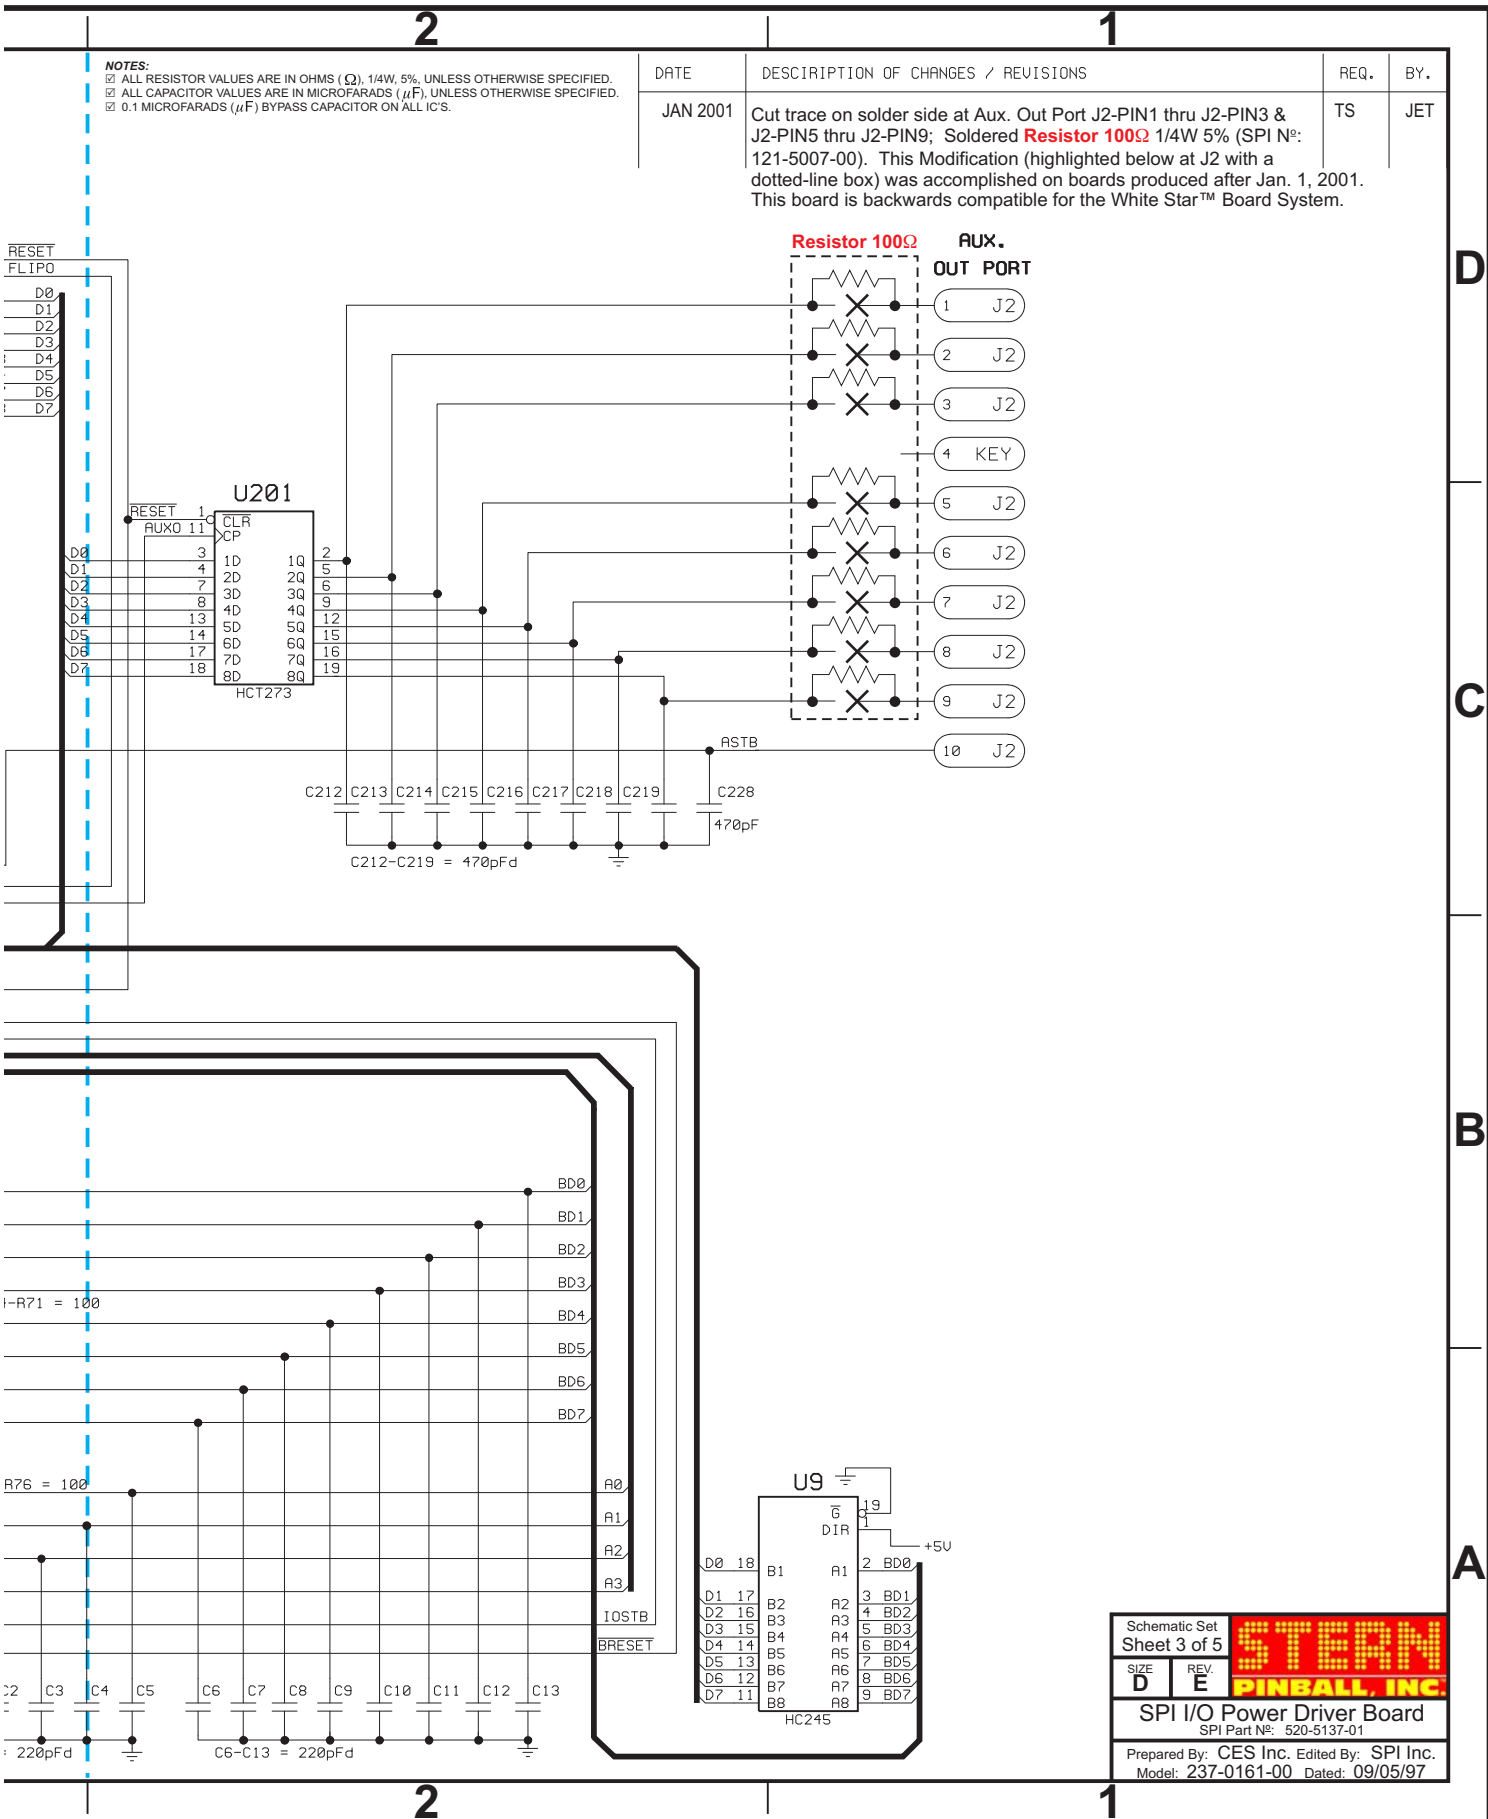 2
1
NOTES:
☑ ALL RESISTOR VALUES ARE IN OHMS (Ω), 1/4W, 5%, UNLESS OTHERWISE SPECIFIED.
☑ ALL CAPACITOR VALUES ARE IN MICROFARADS (μF), UNLESS OTHERWISE SPECIFIED.
☑ 0.1 MICROFARADS (μF) BYPASS CAPACITOR ON ALL IC'S.
DATE DESCIRIPTION OF CHANGES / REVISIONS REQ. BY.
JAN 2001 Cut trace on solder side at Aux. Out Port J2-PIN1 thru J2-PIN3 & TS JET
J2-PIN5 thru J2-PIN9; Soldered Resistor 100Ω 1/4W 5% (SPI Nº:
121-5007-00). This Modification (highlighted below at J2 with a
dotted-line box) was accomplished on boards produced after Jan. 1, 2001.
This board is backwards compatible for the White Star™ Board System.
Resistor 100Ω AUX.
OUT PORT
D
RESET
FLIPO
D0
D1
D2
D3
D4
D5
D6
D7
1 J2
2 J2
3 J2
4 KEY
5 J2
6 J2
7 J2
8 J2
9 J2
10 J2
U201
RESET 1 CLR
AUXO 11 CP
D0 3 1D 1Q 2
D1 4 2D 2Q 5
D2 7 3D 3Q 6
D3 8 4D 4Q 9
D4 13 5D 5Q 12
D5 14 6D 6Q 15
D6 17 7D 7Q 16
D7 18 8D 8Q 19
HCT273
C
ASTB
C212 C213 C214 C215 C216 C217 C218 C219 C228
470pF
C212-C219 = 470pFd
B
BD0
BD1
BD2
BD3
-R71 = 100
BD4
BD5
BD6
BD7
R76 = 100
A0
A1
A2
A3
IOSTB
BRESET
U9
G 19
DIR 1
+5V
D0 18 B1 A1 2 BD0
D1 17 B2 A2 3 BD1
D2 16 B3 A3 4 BD2
D3 15 B4 A4 5 BD3
D4 14 B5 A5 6 BD4
D5 13 B6 A6 7 BD5
D6 12 B7 A7 8 BD6
D7 11 B8 A8 9 BD7
HC245
A
C2 C3 C4 C5 C6 C7 C8 C9 C10 C11 C12 C13
= 220pFd
C6-C13 = 220pFd
Schematic Set
Sheet 3 of 5
SIZE
D
REV.
E
STERN
PINBALL, INC.
SPI I/O Power Driver Board
SPI Part Nº: 520-5137-01
Prepared By: CES Inc. Edited By: SPI Inc.
Model: 237-0161-00 Dated: 09/05/97
2
1